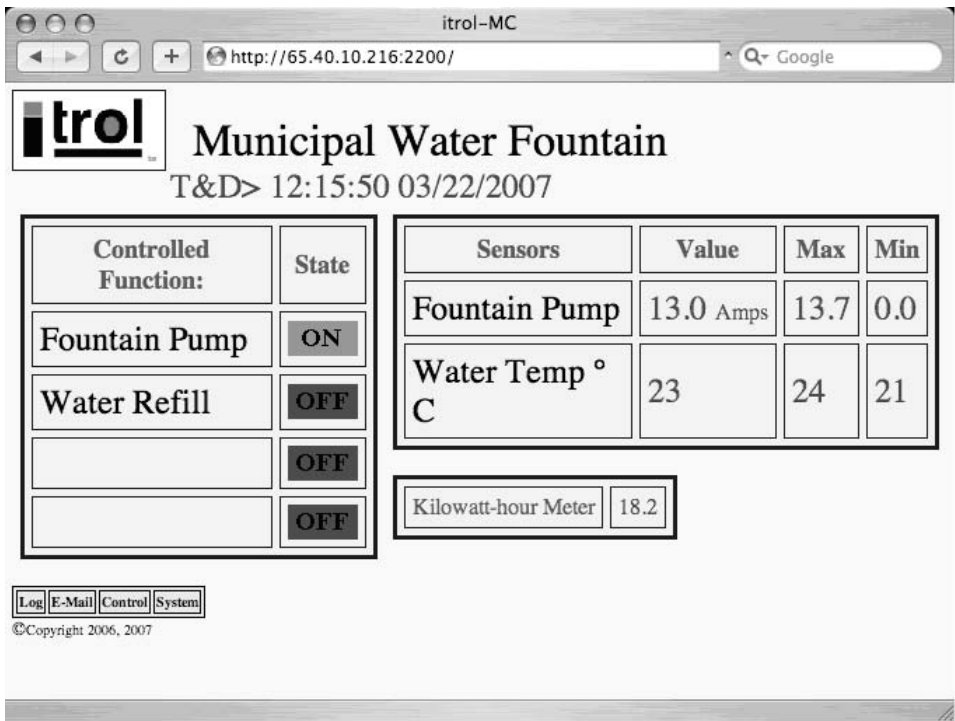 itrol-MC
http://65.40.10.216:2200/
Google
itrol
Municipal Water Fountain
T&D> 12:15:50 03/22/2007
Controlled Function: State
Fountain Pump ON
Water Refill OFF
OFF
OFF
Sensors Value Max Min
Fountain Pump 13.0 Amps 13.7 0.0
Water Temp °
C 23 24 21
Kilowatt-hour Meter 18.2
Log E-Mail Control System
©Copyright 2006, 2007